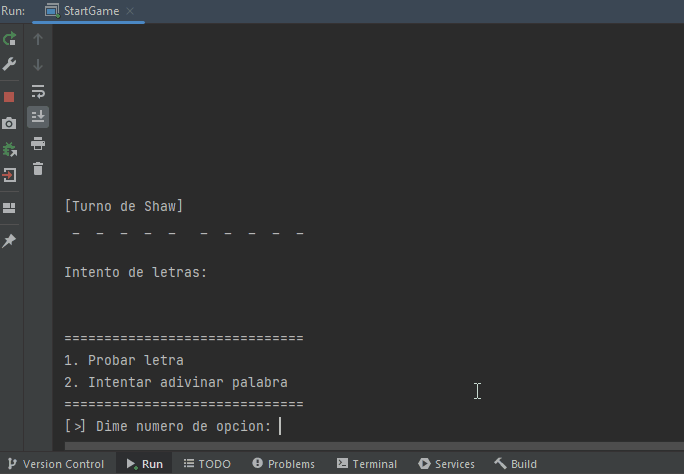 Run: StartGame
[Turno de Shaw]
_ _ _ _ _ _ _ _ _ _
Intento de letras:
==============================
1. Probar letra
2. Intentar adivinar palabra
==============================
[>] Dime numero de opcion:
Version Control Run TODO Problems Terminal Services Build